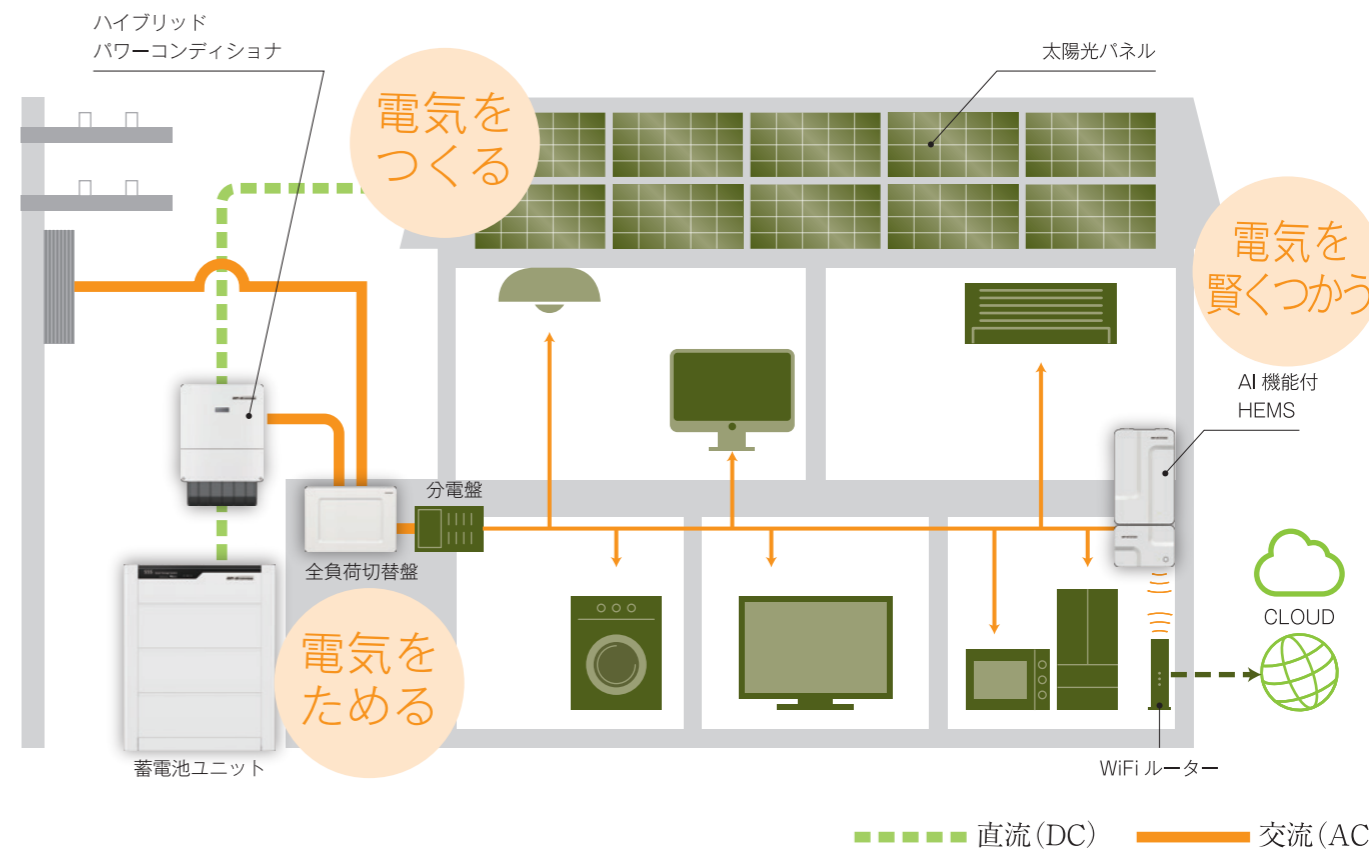 ハイブリッド
パワーコンディショナ
太陽光パネル
電気を
つくる
電気を
賢くつかう
AI 機能付
HEMS
分電盤
全負荷切替盤
電気を
ためる
CLOUD
蓄電池ユニット
WiFi ルーター
直流(DC)
交流(AC